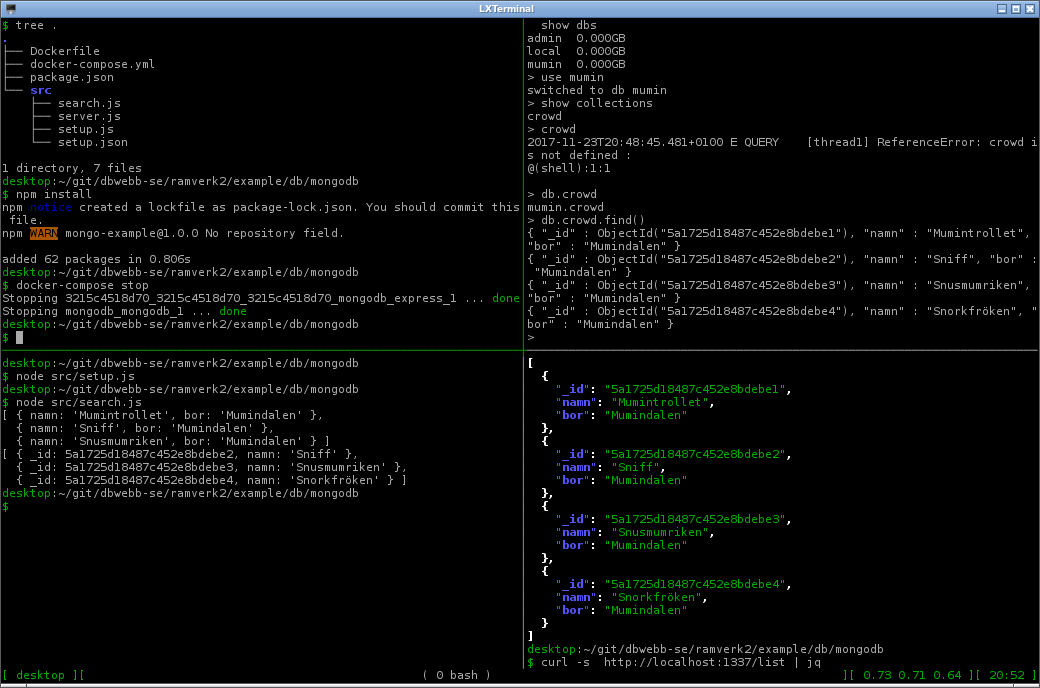 LXTerminal
$ tree .
.
├── Dockerfile
├── docker-compose.yml
├── package.json
└── src
    ├── search.js
    ├── server.js
    ├── setup.js
    └── setup.json
1 directory, 7 files
desktop:~/git/dbwebb-se/ramverk2/example/db/mongodb
$ npm install
npm notice created a lockfile as package-lock.json. You should commit this
 file.
npm WARN mongo-example@1.0.0 No repository field.
added 62 packages in 0.806s
desktop:~/git/dbwebb-se/ramverk2/example/db/mongodb
$ docker-compose stop
Stopping 3215c4518d70_3215c4518d70_3215c4518d70_mongodb_express_1 ... done
Stopping mongodb_mongodb_1 ... done
desktop:~/git/dbwebb-se/ramverk2/example/db/mongodb
$
  show dbs
admin  0.000GB
local  0.000GB
mumin  0.000GB
> use mumin
switched to db mumin
> show collections
crowd
> crowd
2017-11-23T20:48:45.481+0100 E QUERY    [thread1] ReferenceError: crowd i
s not defined :
@(shell):1:1
> db.crowd
mumin.crowd
> db.crowd.find()
{ "_id" : ObjectId("5a1725d18487c452e8bdebe1"), "namn" : "Mumintrollet",
"bor" : "Mumindalen" }
{ "_id" : ObjectId("5a1725d18487c452e8bdebe2"), "namn" : "Sniff", "bor" :
 "Mumindalen" }
{ "_id" : ObjectId("5a1725d18487c452e8bdebe3"), "namn" : "Snusmumriken",
"bor" : "Mumindalen" }
{ "_id" : ObjectId("5a1725d18487c452e8bdebe4"), "namn" : "Snorkfröken", "
bor" : "Mumindalen" }
>
desktop:~/git/dbwebb-se/ramverk2/example/db/mongodb
$ node src/setup.js
desktop:~/git/dbwebb-se/ramverk2/example/db/mongodb
$ node src/search.js
[ { namn: 'Mumintrollet', bor: 'Mumindalen' },
  { namn: 'Sniff', bor: 'Mumindalen' },
  { namn: 'Snusmumriken', bor: 'Mumindalen' } ]
[ { _id: 5a1725d18487c452e8bdebe2, namn: 'Sniff' },
  { _id: 5a1725d18487c452e8bdebe3, namn: 'Snusmumriken' },
  { _id: 5a1725d18487c452e8bdebe4, namn: 'Snorkfröken' } ]
desktop:~/git/dbwebb-se/ramverk2/example/db/mongodb
$
[
  {
    "_id": "5a1725d18487c452e8bdebe1",
    "namn": "Mumintrollet",
    "bor": "Mumindalen"
  },
  {
    "_id": "5a1725d18487c452e8bdebe2",
    "namn": "Sniff",
    "bor": "Mumindalen"
  },
  {
    "_id": "5a1725d18487c452e8bdebe3",
    "namn": "Snusmumriken",
    "bor": "Mumindalen"
  },
  {
    "_id": "5a1725d18487c452e8bdebe4",
    "namn": "Snorkfröken",
    "bor": "Mumindalen"
  }
]
desktop:~/git/dbwebb-se/ramverk2/example/db/mongodb
$ curl -s  http://localhost:1337/list | jq
[ desktop ][ ( 0 bash ) ][ 0.73 0.71 0.64 ][ 20:52 ]